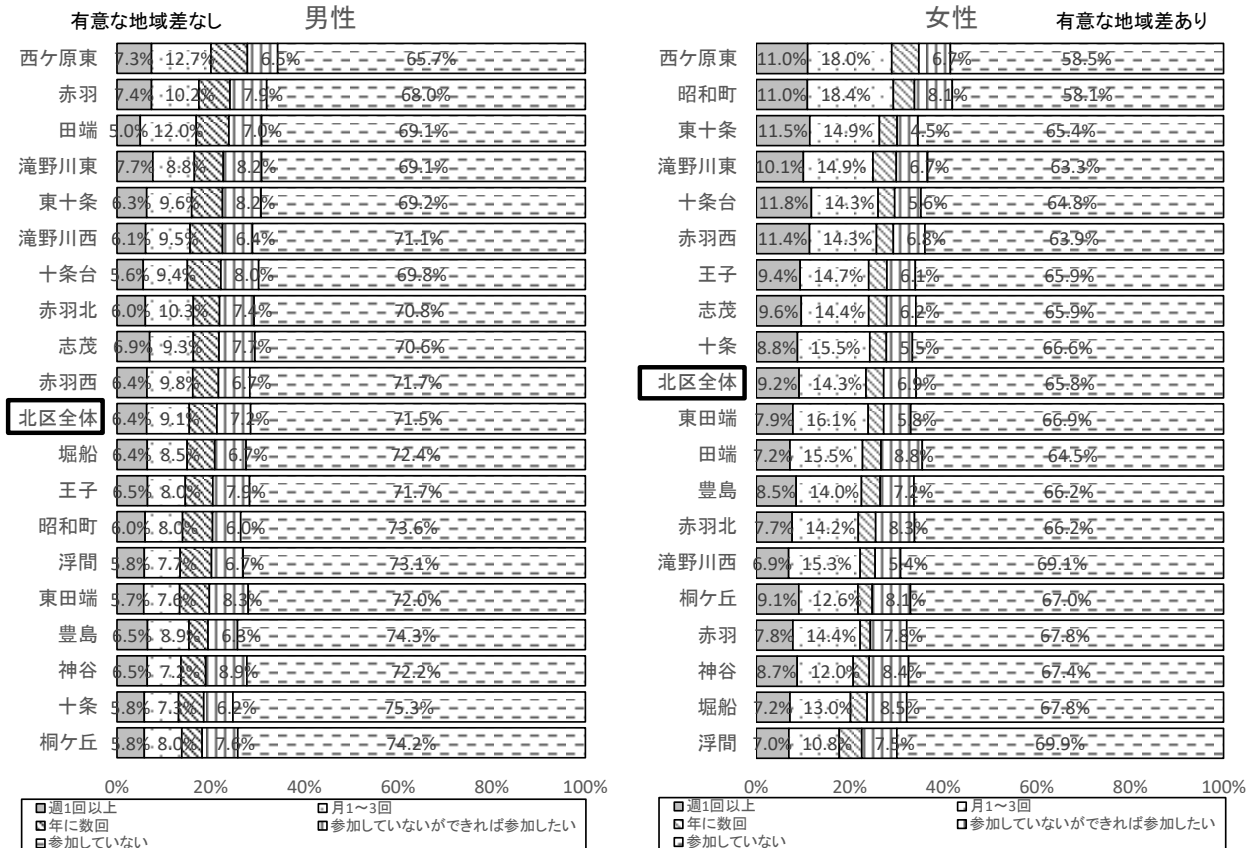 有意な地域差なし 男性
西ケ原東 7.3% 12.7% 6.5% 65.7%
赤羽 7.4% 10.2% 7.9% 68.0%
田端 5.0% 12.0% 7.0% 69.1%
滝野川東 7.7% 8.8% 8.2% 69.1%
東十条 6.3% 9.6% 8.2% 69.2%
滝野川西 6.1% 9.5% 6.4% 71.1%
十条台 5.6% 9.4% 8.0% 69.8%
赤羽北 6.0% 10.3% 7.4% 70.8%
志茂 6.9% 9.3% 7.7% 70.6%
赤羽西 6.4% 9.8% 6.7% 71.7%
北区全体 6.4% 9.1% 7.2% 71.5%
堀船 6.4% 8.5% 6.7% 72.4%
王子 6.5% 8.0% 7.9% 71.7%
昭和町 6.0% 8.0% 6.0% 73.6%
浮間 5.8% 7.7% 6.7% 73.1%
東田端 5.7% 7.6% 8.3% 72.0%
豊島 6.5% 8.9% 6.3% 74.3%
神谷 6.5% 7.2% 8.9% 72.2%
十条 5.8% 7.3% 6.2% 75.3%
桐ケ丘 5.8% 8.0% 7.6% 74.2%
0% 20% 40% 60% 80% 100%
週1回以上 月1～3回
年に数回 参加していないができれば参加したい
参加していない
女性 有意な地域差あり
西ケ原東 11.0% 18.0% 6.7% 58.5%
昭和町 11.0% 18.4% 8.1% 58.1%
東十条 11.5% 14.9% 4.5% 65.4%
滝野川東 10.1% 14.9% 6.7% 63.3%
十条台 11.8% 14.3% 5.6% 64.8%
赤羽西 11.4% 14.3% 6.8% 63.9%
王子 9.4% 14.7% 6.1% 65.9%
志茂 9.6% 14.4% 6.2% 65.9%
十条 8.8% 15.5% 5.5% 66.6%
北区全体 9.2% 14.3% 6.9% 65.8%
東田端 7.9% 16.1% 5.8% 66.9%
田端 7.2% 15.5% 8.8% 64.5%
豊島 8.5% 14.0% 7.2% 66.2%
赤羽北 7.7% 14.2% 8.3% 66.2%
滝野川西 6.9% 15.3% 5.4% 69.1%
桐ケ丘 9.1% 12.6% 8.1% 67.0%
赤羽 7.8% 14.4% 7.8% 67.8%
神谷 8.7% 12.0% 8.4% 67.4%
堀船 7.2% 13.0% 8.5% 67.8%
浮間 7.0% 10.8% 7.5% 69.9%
0% 20% 40% 60% 80% 100%
週1回以上 月1～3回
年に数回 参加していないができれば参加したい
参加していない